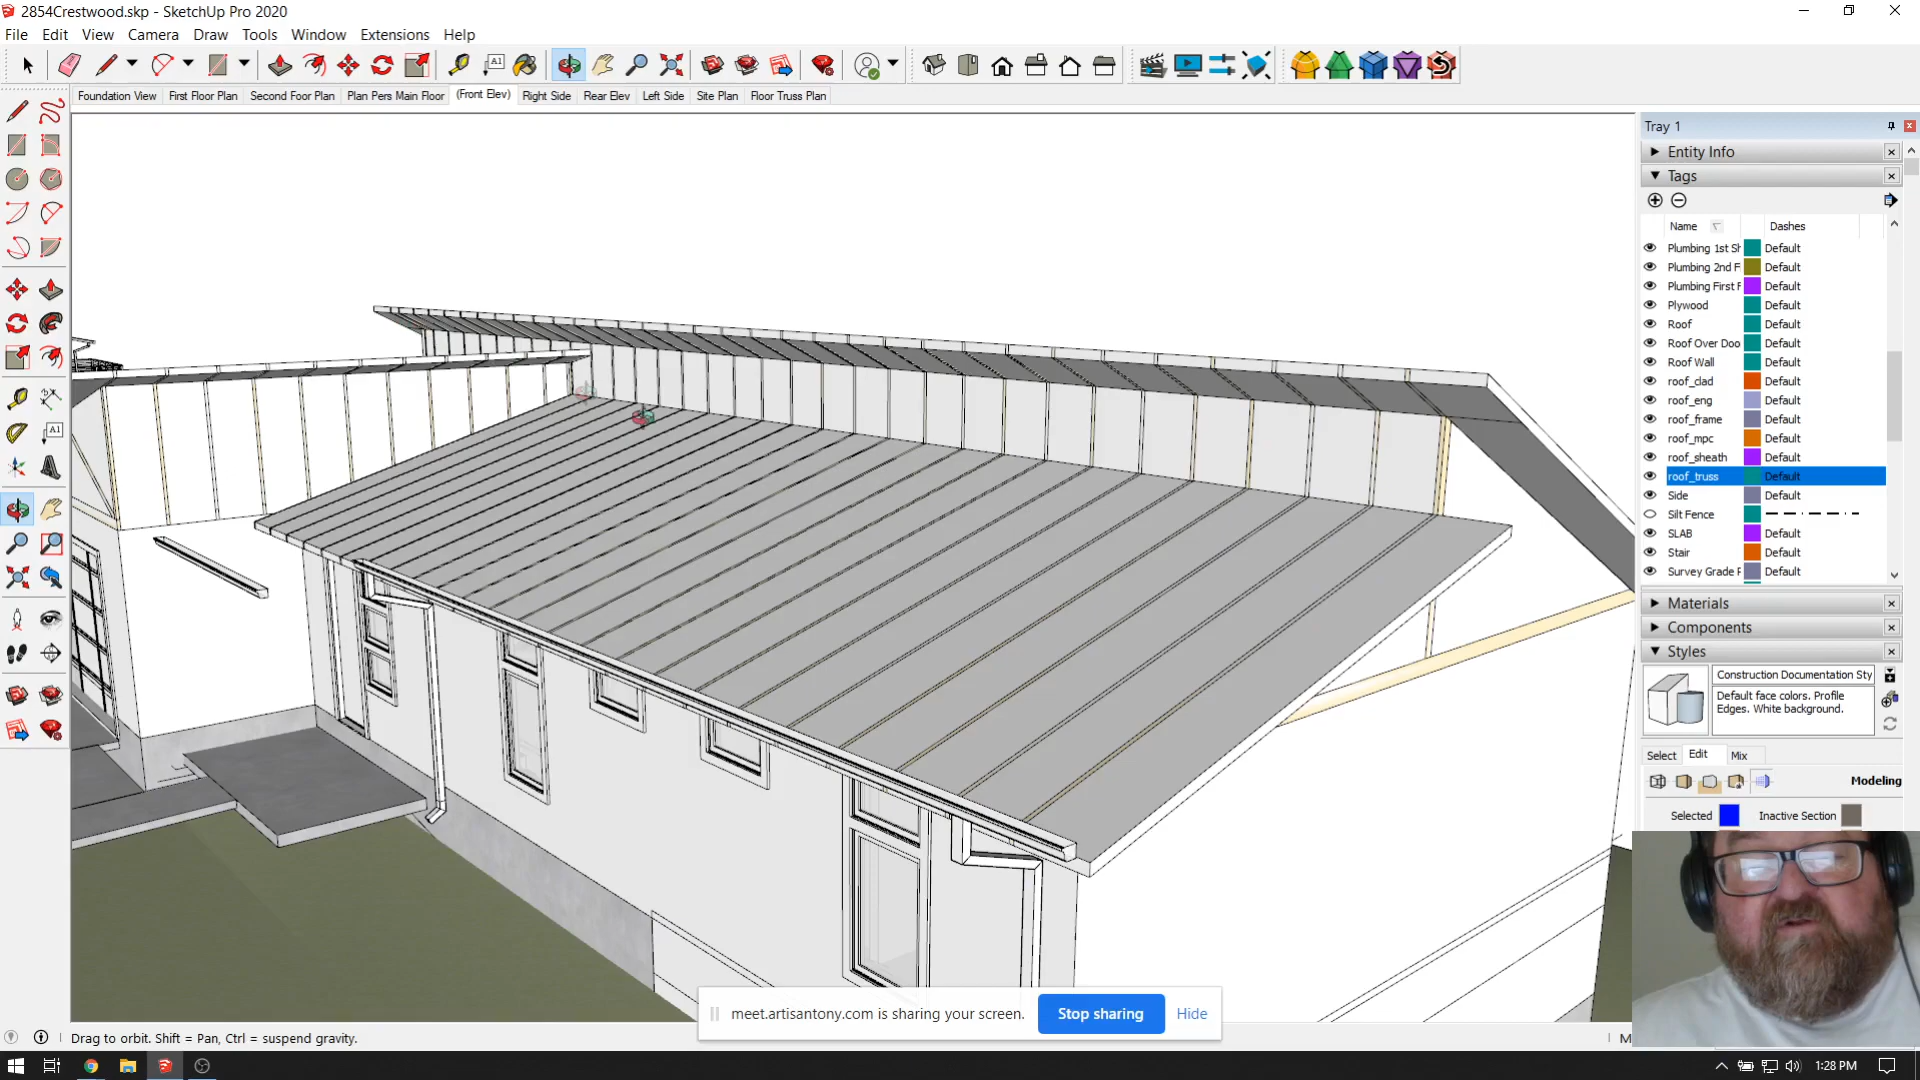 2854Crestwood.skp - SketchUp Pro 2020
File Edit View Camera Draw Tools Window Extensions Help
Foundation View First Floor Plan Second Foor Plan Plan Pers Main Floor (Front Elev) Right Side Rear Elev Left Side Site Plan Floor Truss Plan
Tray 1
Entity Info
Tags
Name Dashes
Plumbing 1st Sh Default
Plumbing 2nd F Default
Plumbing First F Default
Plywood Default
Roof Default
Roof Over Doo Default
Roof Wall Default
roof_clad Default
roof_eng Default
roof_frame Default
roof_mpc Default
roof_sheath Default
roof_truss Default
Side Default
Silt Fence
SLAB Default
Stair Default
Survey Grade F Default
Materials
Components
Styles
Construction Documentation Sty
Default face colors. Profile
Edges. White background.
Select Edit Mix
Modeling
Selected Inactive Section
meet.artisantony.com is sharing your screen. Stop sharing Hide
Drag to orbit. Shift = Pan, Ctrl = suspend gravity.
M
1:28 PM